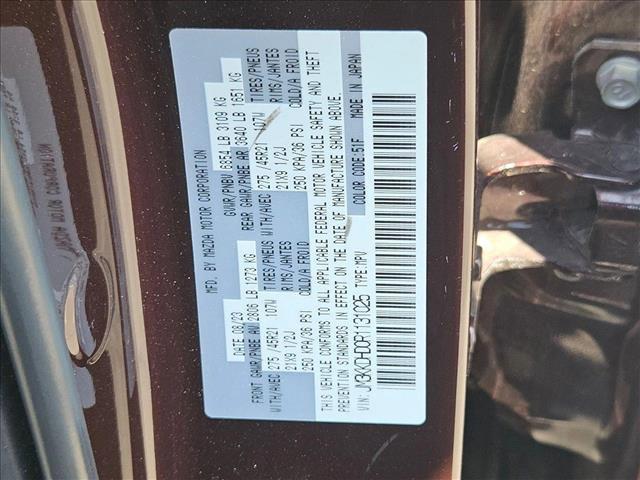 MFD. BY MAZDA MOTOR CORPORATION
DATE 08/23 GVWR/PNBV 6854 LB 3109 KG
FRONT GAWR/PNBE AV 2806 LB 1273 KG REAR GAWR/PNBE AR 3640 LB 1651 KG
WITH/AVEC TIRES/PNEUS WITH/AVEC TIRES/PNEUS
275 45R21 107W RIMS/JANTES 275 45R21 107W RIMS/JANTES
21X9 1/2J COLD/A FROID 21X9 1/2J COLD/A FROID
250 KPA/36 PSI 250 KPA/36 PSI
THIS VEHICLE CONFORMS TO ALL APPLICABLE FEDERAL MOTOR VEHICLE SAFETY AND THEFT
PREVENTION STANDARDS IN EFFECT ON THE DATE OF MANUFACTURE SHOWN ABOVE.
VIN: JM3KKDHD0R1131025 TYPE:MPV COLOR CODE:51F MADE IN JAPAN